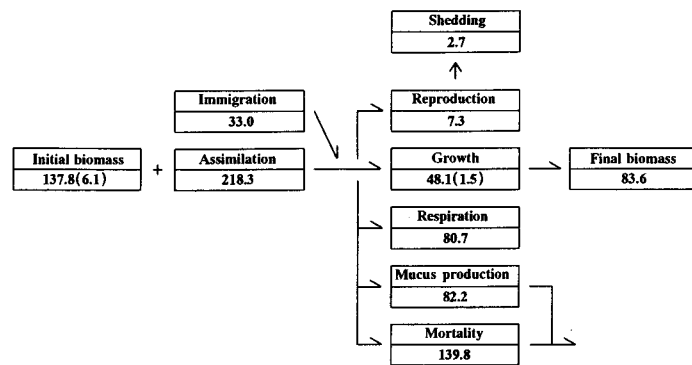 Shedding
2.7
Immigration
33.0
Reproduction
7.3
Initial biomass
137.8(6.1)
+
Assimilation
218.3
Growth
48.1(1.5)
Final biomass
83.6
Respiration
80.7
Mucus production
82.2
Mortality
139.8